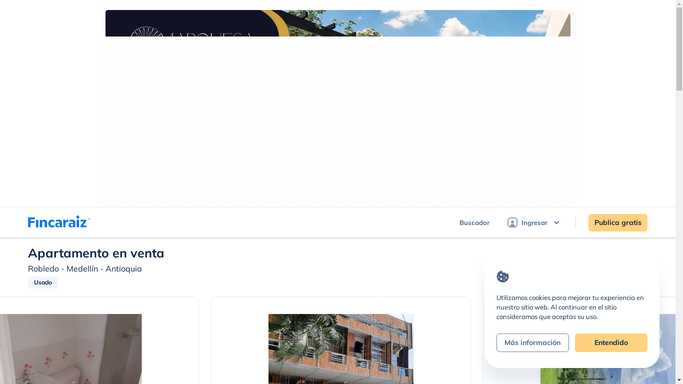 Fincaraiz
Buscador
Ingresar
Publica gratis
Apartamento en venta
Robledo - Medellín - Antioquia
Usado
Utilizamos cookies para mejorar tu experiencia en
nuestro sitio web. Al continuar en el sitio
consideramos que aceptas su uso.
Más información
Entendido